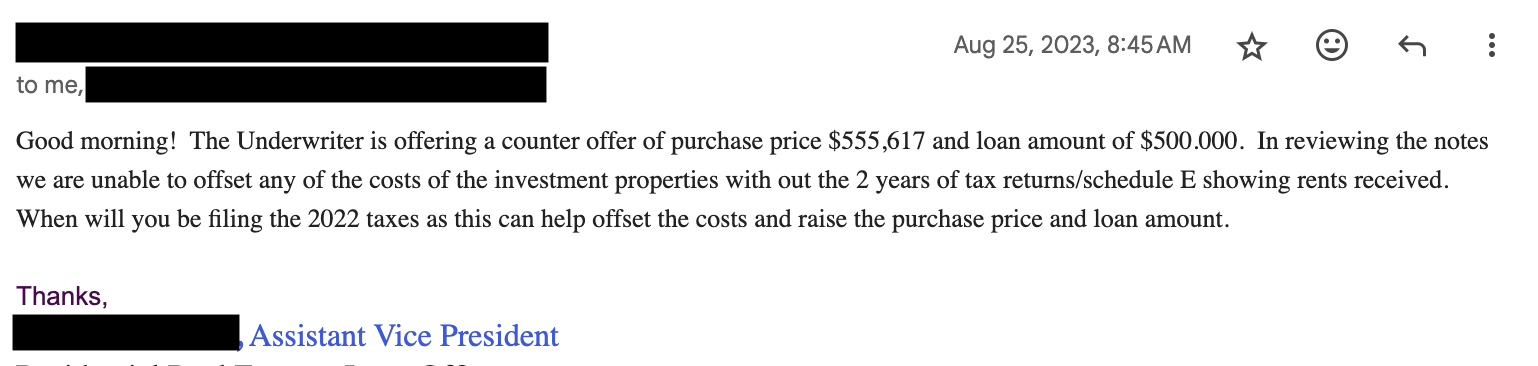 Aug 25, 2023, 8:45 AM
to me,
Good morning!  The Underwriter is offering a counter offer of purchase price $555,617 and loan amount of $500.000.  In reviewing the notes
we are unable to offset any of the costs of the investment properties with out the 2 years of tax returns/schedule E showing rents received.
When will you be filing the 2022 taxes as this can help offset the costs and raise the purchase price and loan amount.
Thanks,
, Assistant Vice President